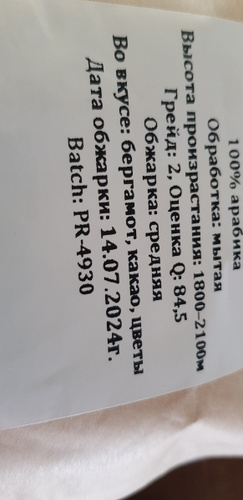 100% арабика
Обработка: мытая
Высота произрастания: 1800-2100м
Грейд: 2, Оценка Q: 84,5
Обжарка: средняя
Во вкусе: бергамот, какао, цветы
Дата обжарки: 14.07.2024г.
Batch: PR-4930